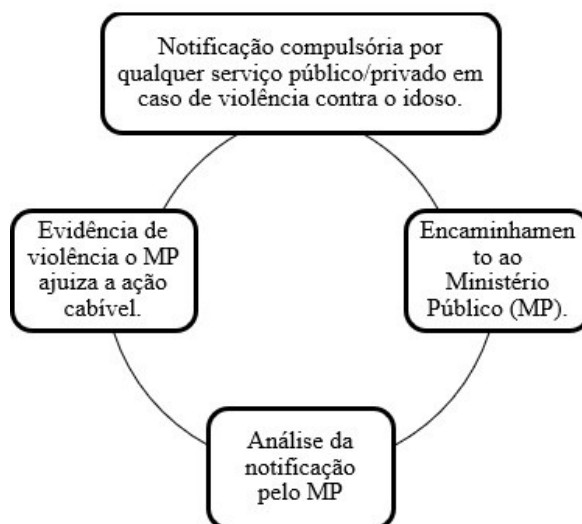 Notificação compulsória por
qualquer serviço público/privado em
caso de violência contra o idoso.
Encaminhamen
to ao
Ministério
Público (MP).
Análise da
notificação
pelo MP
Evidência de
violência o MP
ajuiza a ação
cabível.